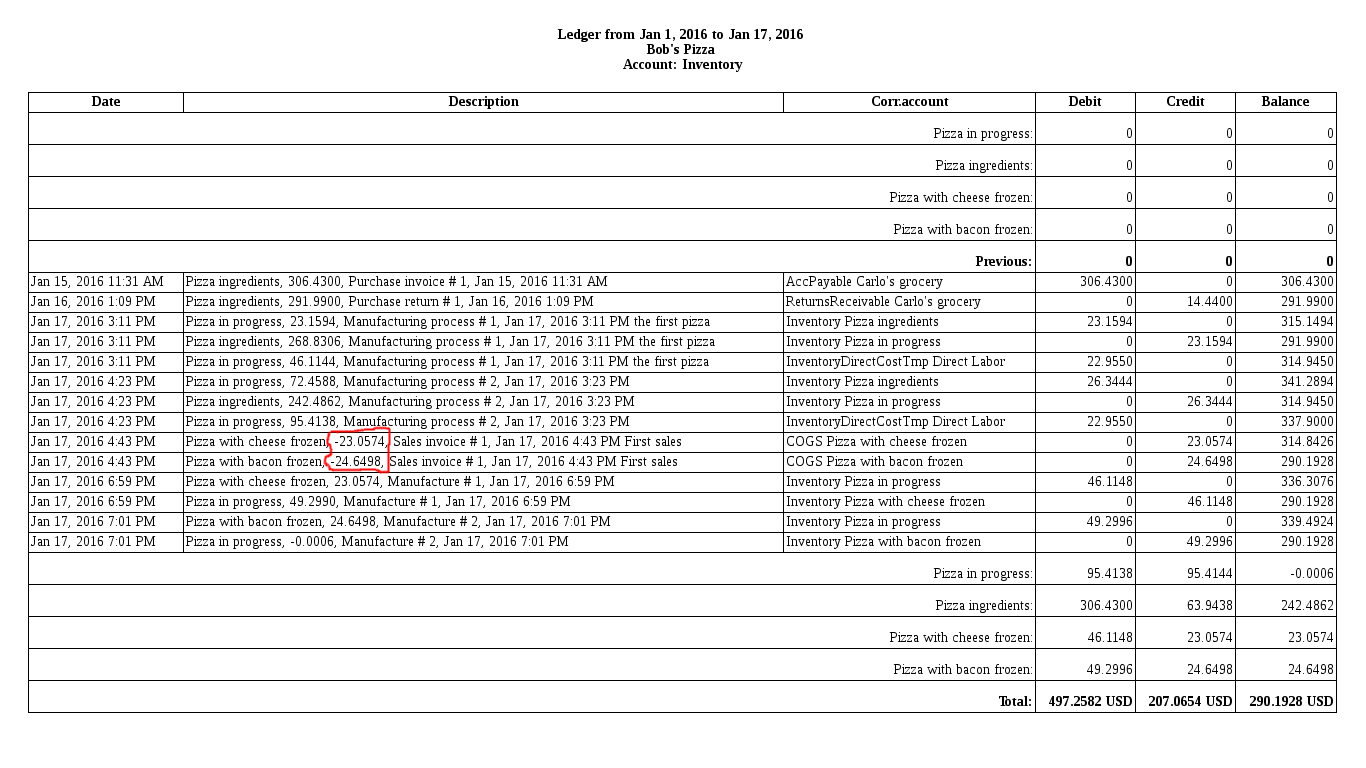 Ledger from Jan 1, 2016 to Jan 17, 2016
Bob's Pizza
Account: Inventory
Date Description Corr.account Debit Credit Balance
Pizza in progress: 0 0 0
Pizza ingredients: 0 0 0
Pizza with cheese frozen: 0 0 0
Pizza with bacon frozen: 0 0 0
Previous: 0 0 0
Jan 15, 2016 11:31 AM Pizza ingredients, 306.4300, Purchase invoice # 1, Jan 15, 2016 11:31 AM AccPayable Carlo's grocery 306.4300 0 306.4300
Jan 16, 2016 1:09 PM Pizza ingredients, 291.9900, Purchase return # 1, Jan 16, 2016 1:09 PM ReturnsReceivable Carlo's grocery 0 14.4400 291.9900
Jan 17, 2016 3:11 PM Pizza in progress, 23.1594, Manufacturing process # 1, Jan 17, 2016 3:11 PM the first pizza Inventory Pizza ingredients 23.1594 0 315.1494
Jan 17, 2016 3:11 PM Pizza ingredients, 268.8306, Manufacturing process # 1, Jan 17, 2016 3:11 PM the first pizza Inventory Pizza in progress 0 23.1594 291.9900
Jan 17, 2016 3:11 PM Pizza in progress, 46.1144, Manufacturing process # 1, Jan 17, 2016 3:11 PM the first pizza InventoryDirectCostTmp Direct Labor 22.9550 0 314.9450
Jan 17, 2016 4:23 PM Pizza in progress, 72.4588, Manufacturing process # 2, Jan 17, 2016 3:23 PM Inventory Pizza ingredients 26.3444 0 341.2894
Jan 17, 2016 4:23 PM Pizza ingredients, 242.4862, Manufacturing process # 2, Jan 17, 2016 3:23 PM Inventory Pizza in progress 0 26.3444 314.9450
Jan 17, 2016 4:23 PM Pizza in progress, 95.4138, Manufacturing process # 2, Jan 17, 2016 3:23 PM InventoryDirectCostTmp Direct Labor 22.9550 0 337.9000
Jan 17, 2016 4:43 PM Pizza with cheese frozen, -23.0574, Sales invoice # 1, Jan 17, 2016 4:43 PM First sales COGS Pizza with cheese frozen 0 23.0574 314.8426
Jan 17, 2016 4:43 PM Pizza with bacon frozen, -24.6498, Sales invoice # 1, Jan 17, 2016 4:43 PM First sales COGS Pizza with bacon frozen 0 24.6498 290.1928
Jan 17, 2016 6:59 PM Pizza with cheese frozen, 23.0574, Manufacture # 1, Jan 17, 2016 6:59 PM Inventory Pizza in progress 46.1148 0 336.3076
Jan 17, 2016 6:59 PM Pizza in progress, 49.2990, Manufacture # 1, Jan 17, 2016 6:59 PM Inventory Pizza with cheese frozen 0 46.1148 290.1928
Jan 17, 2016 7:01 PM Pizza with bacon frozen, 24.6498, Manufacture # 2, Jan 17, 2016 7:01 PM Inventory Pizza in progress 49.2996 0 339.4924
Jan 17, 2016 7:01 PM Pizza in progress, -0.0006, Manufacture # 2, Jan 17, 2016 7:01 PM Inventory Pizza with bacon frozen 0 49.2996 290.1928
Pizza in progress: 95.4138 95.4144 -0.0006
Pizza ingredients: 306.4300 63.9438 242.4862
Pizza with cheese frozen: 46.1148 23.0574 23.0574
Pizza with bacon frozen: 49.2996 24.6498 24.6498
Total: 497.2582 USD 207.0654 USD 290.1928 USD